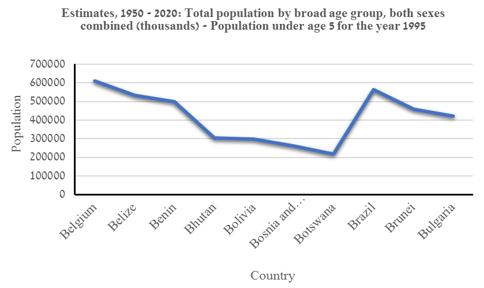 Estimates, 1950 - 2020: Total population by broad age group, both sexes
combined (thousands) - Population under age 5 for the year 1995
700000
600000
500000
400000
300000
200000
100000
0
Population
Belgium
Belize
Benin
Bhutan
Bolivia
Bosnia and…
Botswana
Brazil
Brunei
Bulgaria
Country